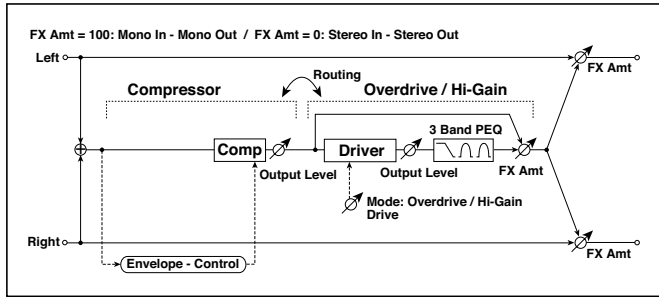 FX Amt = 100: Mono In - Mono Out / FX Amt = 0: Stereo In - Stereo Out
Left
FX Amt
Routing
Compressor
Overdrive / Hi-Gain
3 Band PEQ
Comp
Driver
Output Level
Output Level
FX Amt
Mode: Overdrive / Hi-Gain
Drive
Right
FX Amt
Envelope - Control